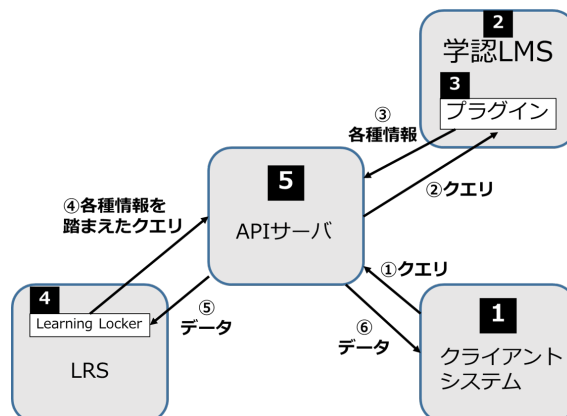 2
学認LMS
3
プラグイン
③
各種情報
②クエリ
5
APIサーバ
④各種情報を
踏まえたクエリ
①クエリ
4
Learning Locker
LRS
⑤
データ
⑥
データ
1
クライアント
システム